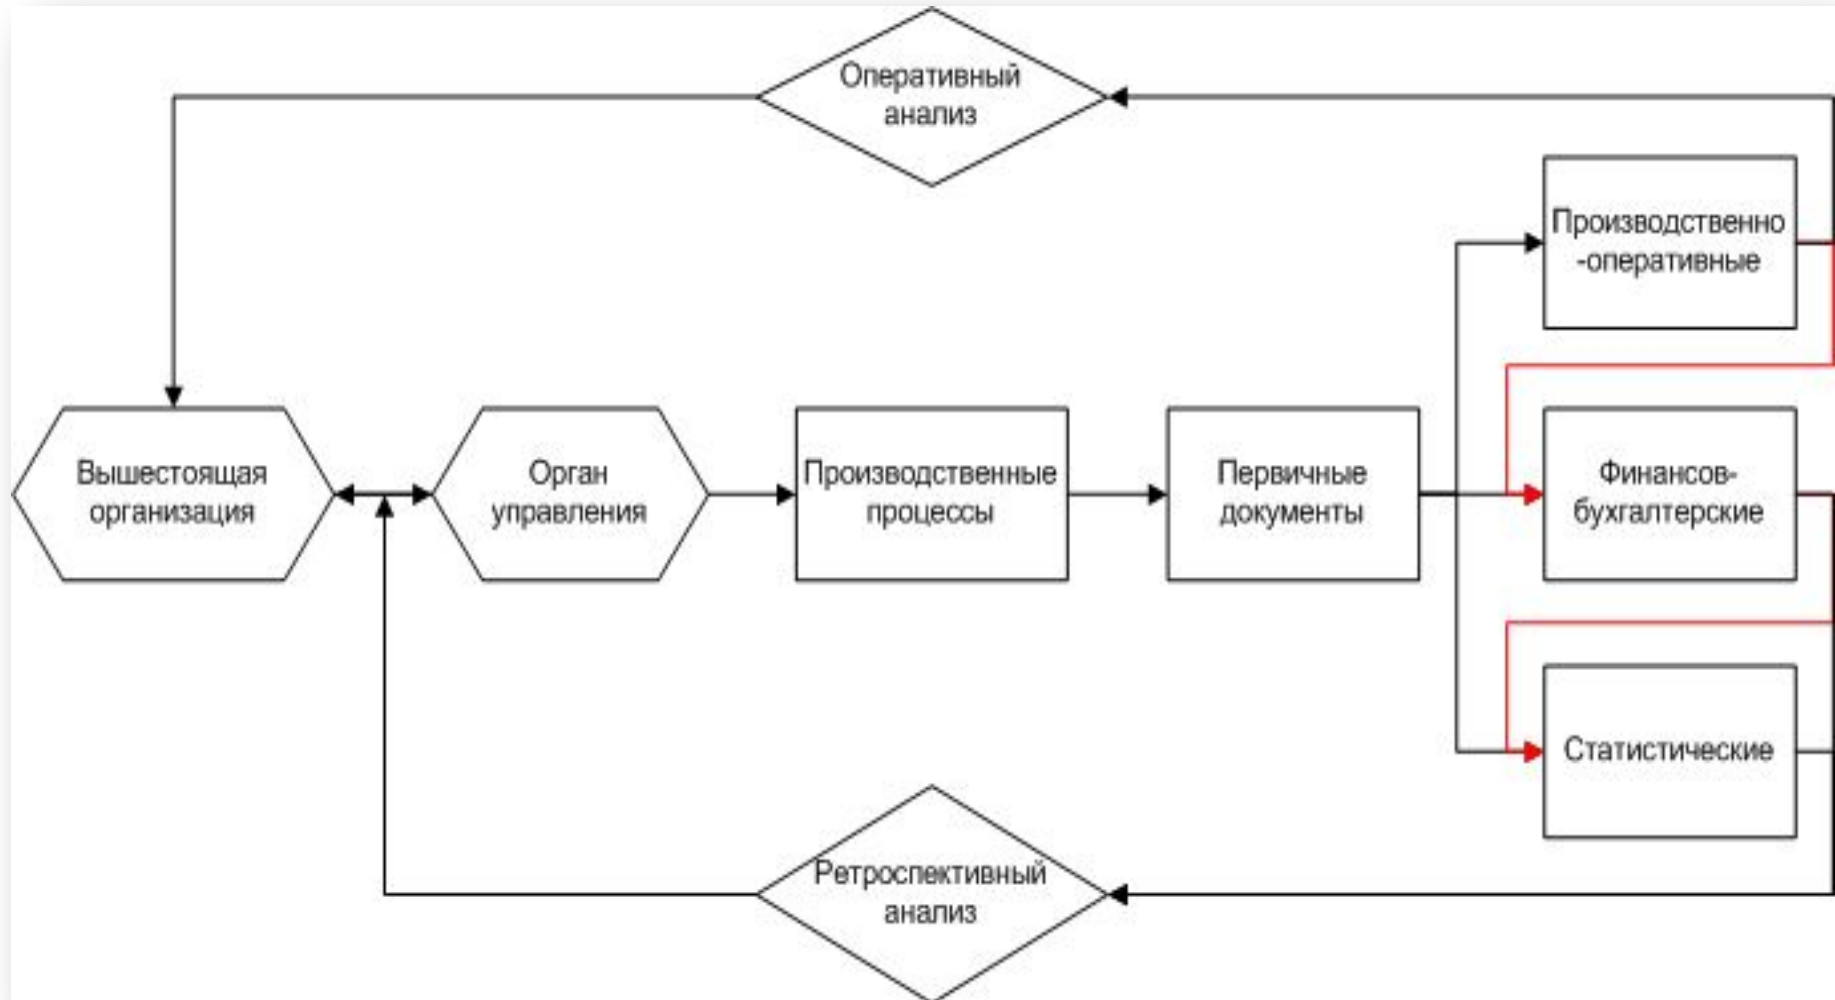 Оперативный
анализ
Производственно
-оперативные
Вышестоящая
организация
Орган
управления
Производственные
процессы
Первичные
документы
Финансов-
бухгалтерские
Статистические
Ретроспективный
анализ